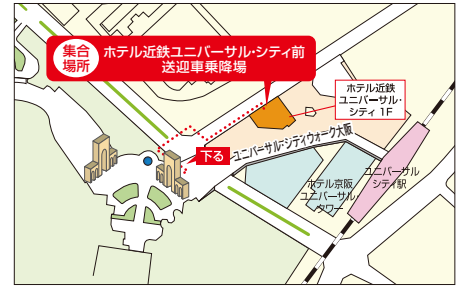 集合
場所
ホテル近鉄ユニバーサル・シティ前
送迎車乗降場
ホテル近鉄
ユニバーサル・
シティ 1F
下る
ユニバーサル・シティウォーク大阪
ホテル京阪
ユニバーサル・
タワー
ユニバーサル
シティ駅